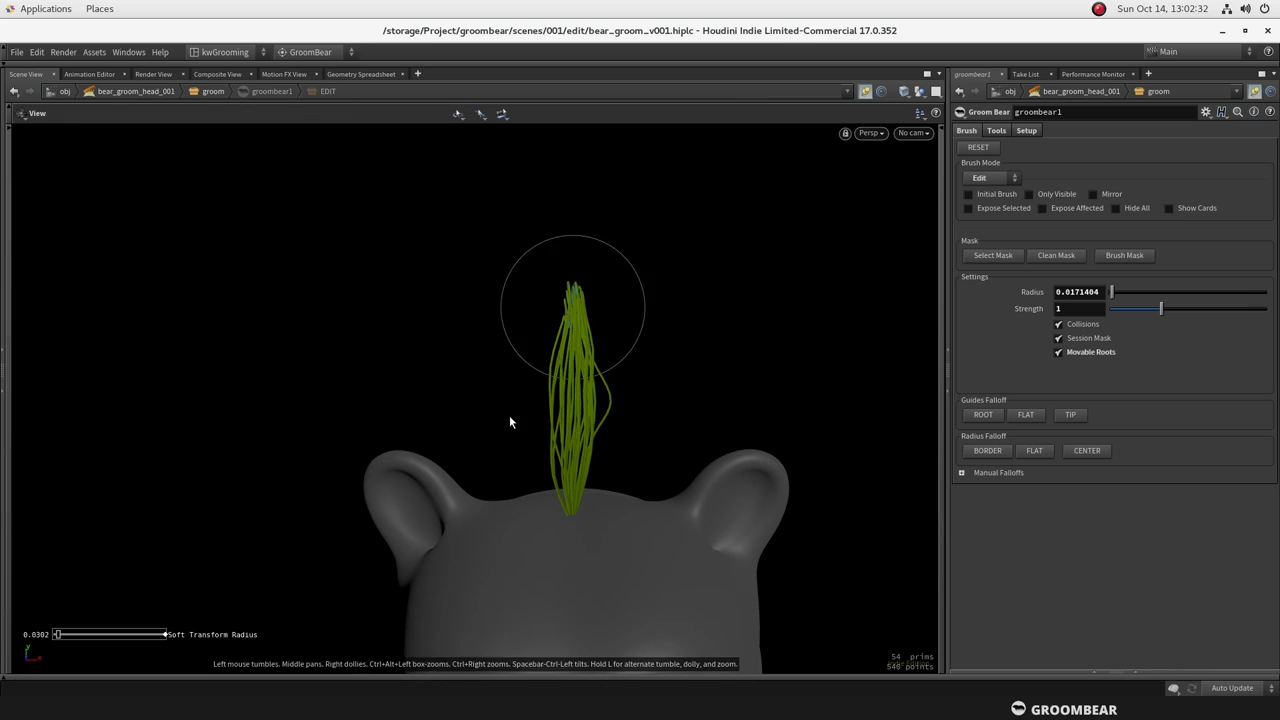 Applications Places Sun Oct 14, 13:02:32
/storage/Project/groombear/scenes/001/edit/bear_groom_v001.hiplc - Houdini Indie Limited-Commercial 17.0.352
File Edit Render Assets Windows Help kwGrooming GroomBear Main
Scene View Animation Editor Render View Composite View Motion FX View Geometry Spreadsheet groombear1 Take List Performance Monitor
obj bear_groom_head_001 groom groombear1 EDIT obj bear_groom_head_001 groom
View Groom Bear groombear1
Persp No cam Brush Tools Setup
RESET
Brush Mode
Edit
Initial Brush Only Visible Mirror
Expose Selected Expose Affected Hide All Show Cards
Mask
Select Mask Clean Mask Brush Mask
Settings
Radius 0.0171404
Strength 1
Collisions
Session Mask
Movable Roots
Guides Falloff
ROOT FLAT TIP
Radius Falloff
BORDER FLAT CENTER
Manual Falloffs
0.0302 Soft Transform Radius
y
x
54 prims
Left mouse tumbles. Middle pans. Right dollies. Ctrl+Alt+Left box-zooms. Ctrl+Right zooms. Spacebar-Ctrl-Left tilts. Hold L for alternate tumble, dolly, and zoom.
540 points
Auto Update
GROOMBEAR